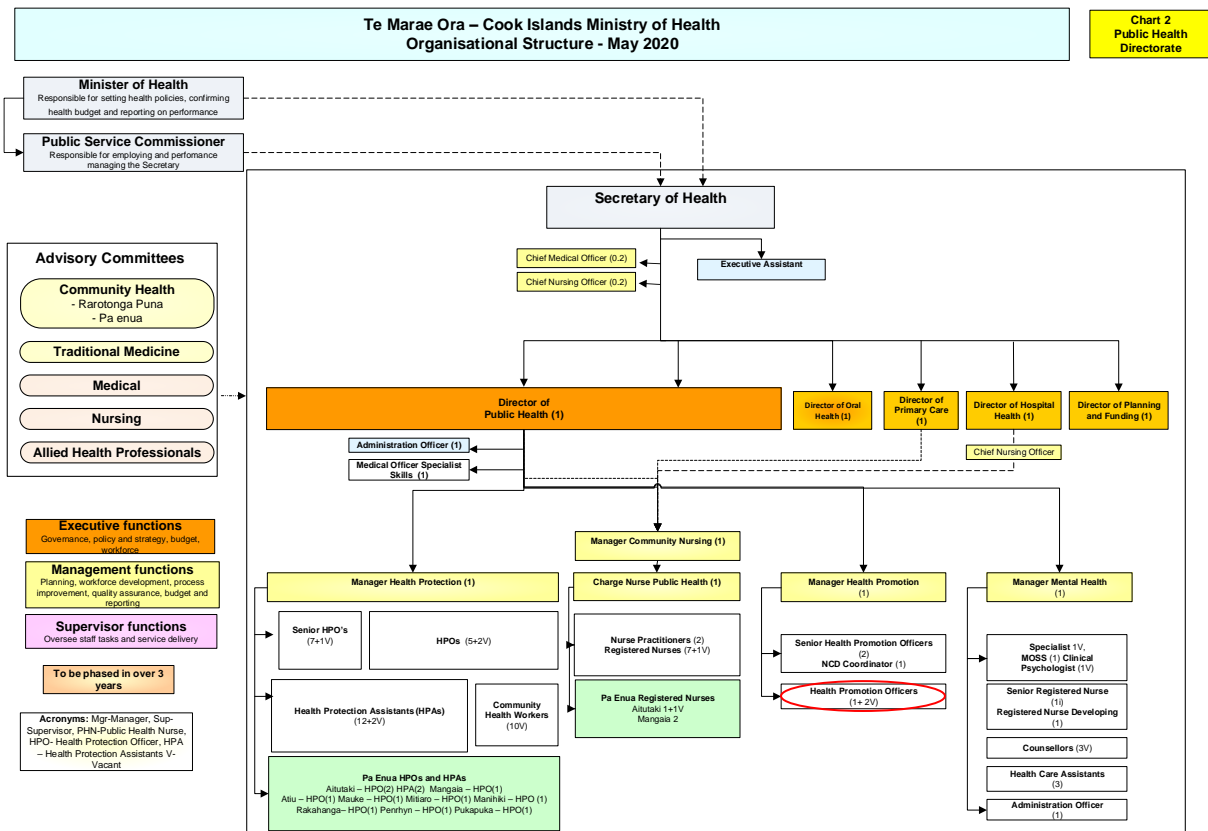 Te Marae Ora – Cook Islands Ministry of Health
Organisational Structure - May 2020
Chart 2
Public Health
Directorate
Minister of Health
Responsible for setting health policies, confirming
health budget and reporting on performance
Public Service Commissioner
Responsible for employing and perfomance
managing the Secretary
Secretary of Health
Chief Medical Officer (0.2)
Chief Nursing Officer (0.2)
Executive Assistant
Advisory Committees
Community Health
- Rarotonga Puna
- Pa enua
Traditional Medicine
Medical
Nursing
Allied Health Professionals
Director of
Public Health (1)
Director of Oral
Health (1)
Director of
Primary Care
(1)
Director of Hospital
Health (1)
Director of Planning
and Funding (1)
Administration Officer (1)
Medical Officer Specialist
Skills (1)
Chief Nursing Officer
Executive functions
Governance, policy and strategy, budget,
workforce
Management functions
Planning, workforce development, process
improvement, quality assurance, budget and
reporting
Supervisor functions
Oversee staff tasks and service delivery
To be phased in over 3
years
Acronyms: Mgr-Manager, Sup-
Supervisor, PHN-Public Health Nurse,
HPO- Health Protection Officer, HPA
– Health Protection Assistants V-
Vacant
Manager Community Nursing (1)
Manager Health Protection (1)
Charge Nurse Public Health (1)
Manager Health Promotion
(1)
Manager Mental Health
(1)
Senior HPO's
(7+1V)
HPOs (5+2V)
Health Protection Assistants (HPAs)
(12+2V)
Community
Health Workers
(10V)
Pa Enua HPOs and HPAs
Aitutaki – HPO(2) HPA(2) Mangaia – HPO(1)
Atiu – HPO(1) Mauke – HPO(1) Mitiaro – HPO(1) Manihiki – HPO (1)
Rakahanga– HPO(1) Penrhyn – HPO(1) Pukapuka – HPO(1)
Nurse Practitioners (2)
Registered Nurses (7+1V)
Pa Enua Registered Nurses
Aitutaki 1+1V
Mangaia 2
Senior Health Promotion Officers
(2)
NCD Coordinator (1)
Health Promotion Officers
(1+ 2V)
Specialist 1V,
MOSS (1) Clinical
Psychologist (1V)
Senior Registered Nurse
(1i)
Registered Nurse Developing
(1)
Counsellors (3V)
Health Care Assistants
(3)
Administration Officer
(1)